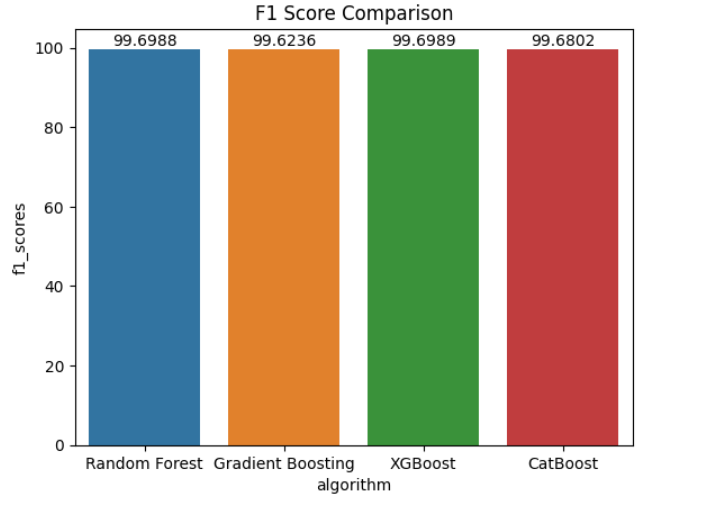 F1 Score Comparison
99.6988 99.6236 99.6989 99.6802
100
80
60
40
20
0
f1_scores
Random Forest Gradient Boosting XGBoost CatBoost
algorithm